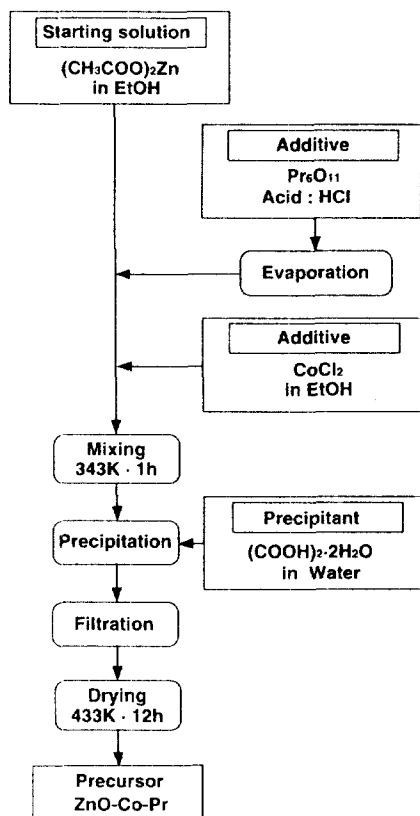 Starting solution
(CH₃COO)₂Zn
in EtOH
Additive
Pr₆O₁₁
Acid : HCl
Evaporation
Additive
CoCl₂
in EtOH
Mixing
343K · 1h
Precipitation
Precipitant
(COOH)₂·2H₂O
in Water
Filtration
Drying
433K · 12h
Precursor
ZnO-Co-Pr